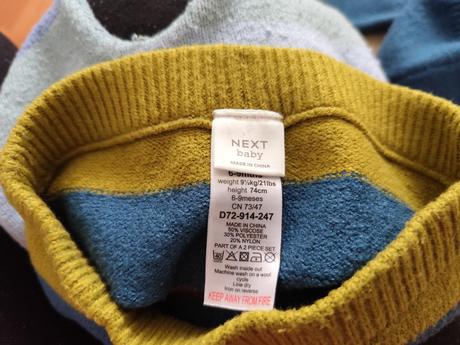 NEXT
baby
MADE IN CHINA
6-9mths
weight 9½kg/21lbs
height 74cm
6-9meses
CN 73/47
D72-914-247
MADE IN CHINA
50% VISCOSE
30% POLYESTER
20% NYLON
PART OF A 2 PIECE SET
Wash inside out
Machine wash on a wool
cycle
Line dry
Iron on reverse
KEEP AWAY FROM FIRE